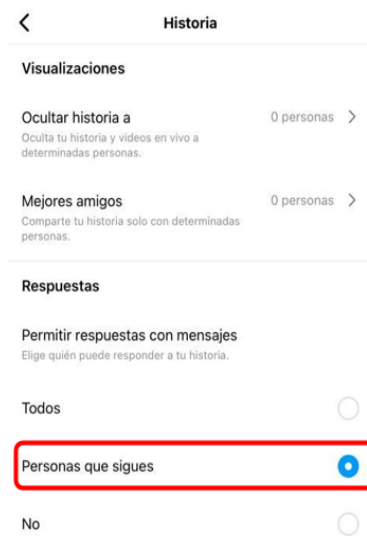 Historia
Visualizaciones
Ocultar historia a
0 personas
Oculta tu historia y videos en vivo a
determinadas personas.
Mejores amigos
0 personas
Comparte tu historia solo con determinadas
personas.
Respuestas
Permitir respuestas con mensajes
Elige quién puede responder a tu historia.
Todos
Personas que sigues
No